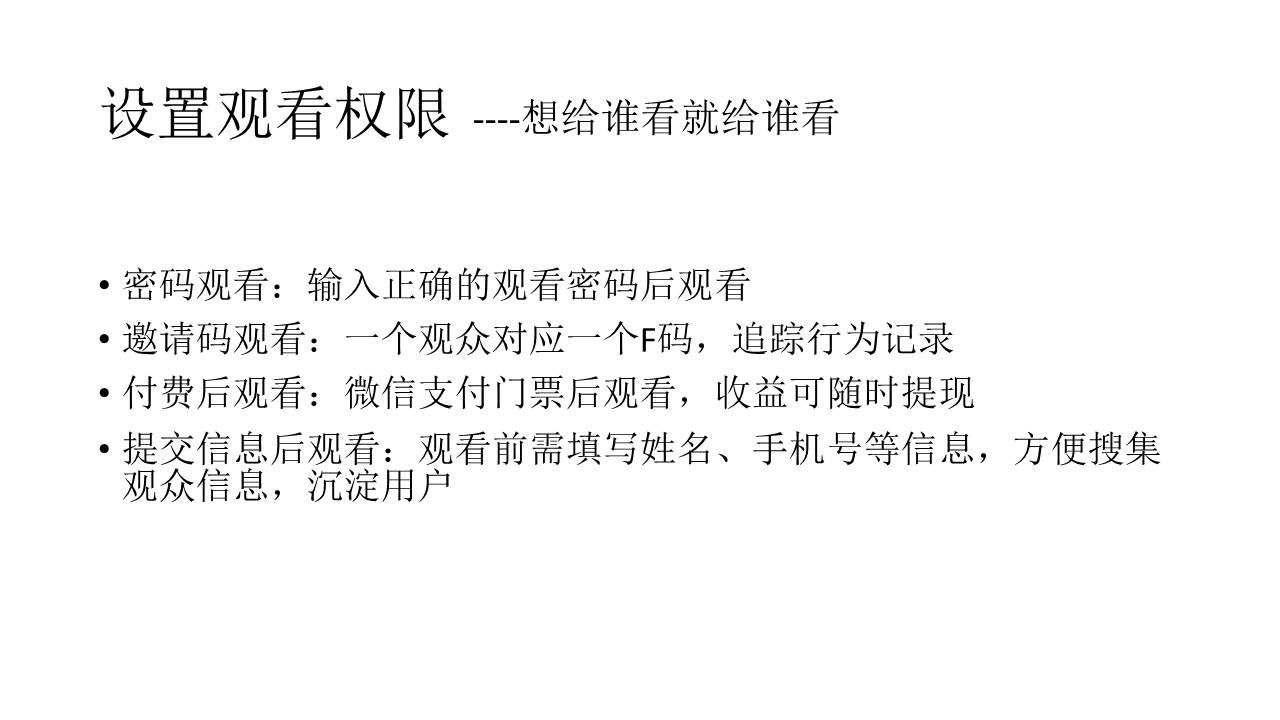 设置观看权限 ----想给谁看就给谁看
• 密码观看：输入正确的观看密码后观看
• 邀请码观看：一个观众对应一个F码，追踪行为记录
• 付费后观看：微信支付门票后观看，收益可随时提现
• 提交信息后观看：观看前需填写姓名、手机号等信息，方便搜集
观众信息，沉淀用户